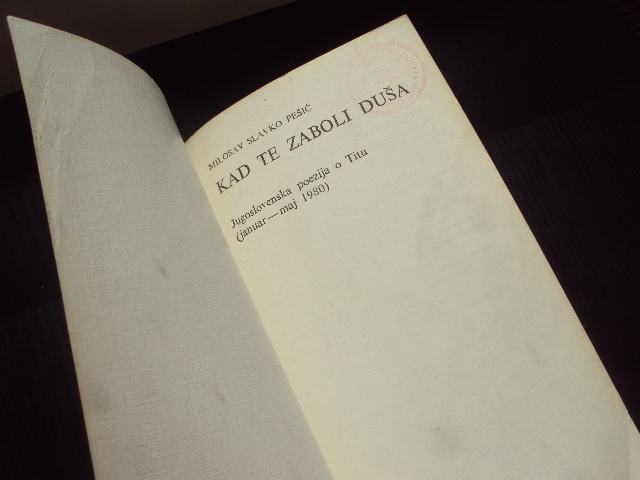 MILOSAV SLAVKO PEŠIĆ
KAD TE ZABOLI DUŠA
Jugoslovenska poezija o Titu
(januar—maj 1980)